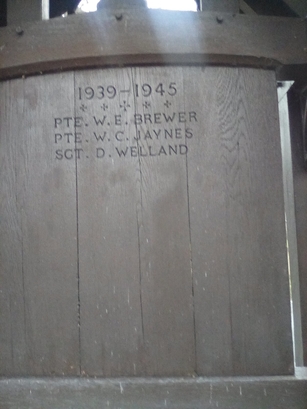 1939-1945
PTE. W. E. BREWER
PTE. W. C. JAYNES
SGT. D. WELLAND